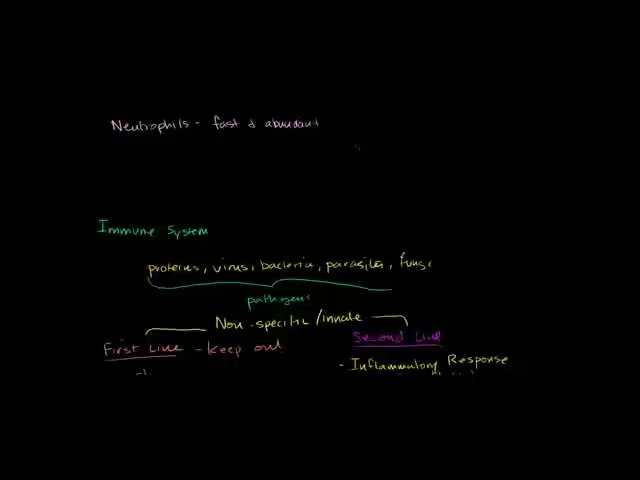 Neutrophils - fast & abundant
Immune System
proteins, virus, bacteria, parasites, fungi
pathogens
Non-specific/innate
First Line - Keep out
Second Line
- Inflammatory Response